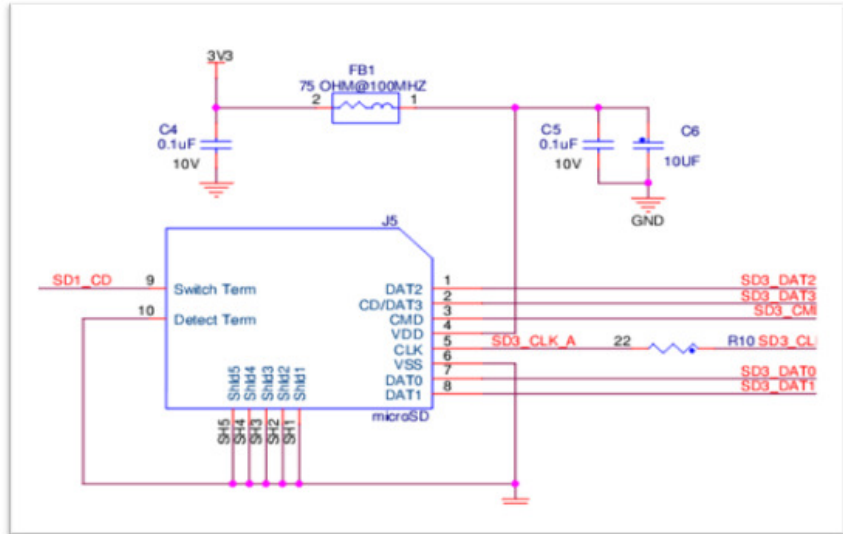 3V3
FB1
75 OHM@100MHZ
2
1
C4
0.1uF
10V
C5
0.1uF
10V
C6
10UF
GND
J5
SD1_CD
9
Switch Term
10
Detect Term
DAT2
1
SD3_DAT2
CD/DAT3
2
SD3_DAT3
CMD
3
SD3_CM
VDD
4
CLK
5
SD3_CLK_A
22
R10
SD3_CL
VSS
6
DAT0
7
SD3_DAT0
DAT1
8
SD3_DAT1
Shld5
Shld4
Shld3
Shld2
Shld1
microSD
SH5
SH4
SH3
SH2
SH1